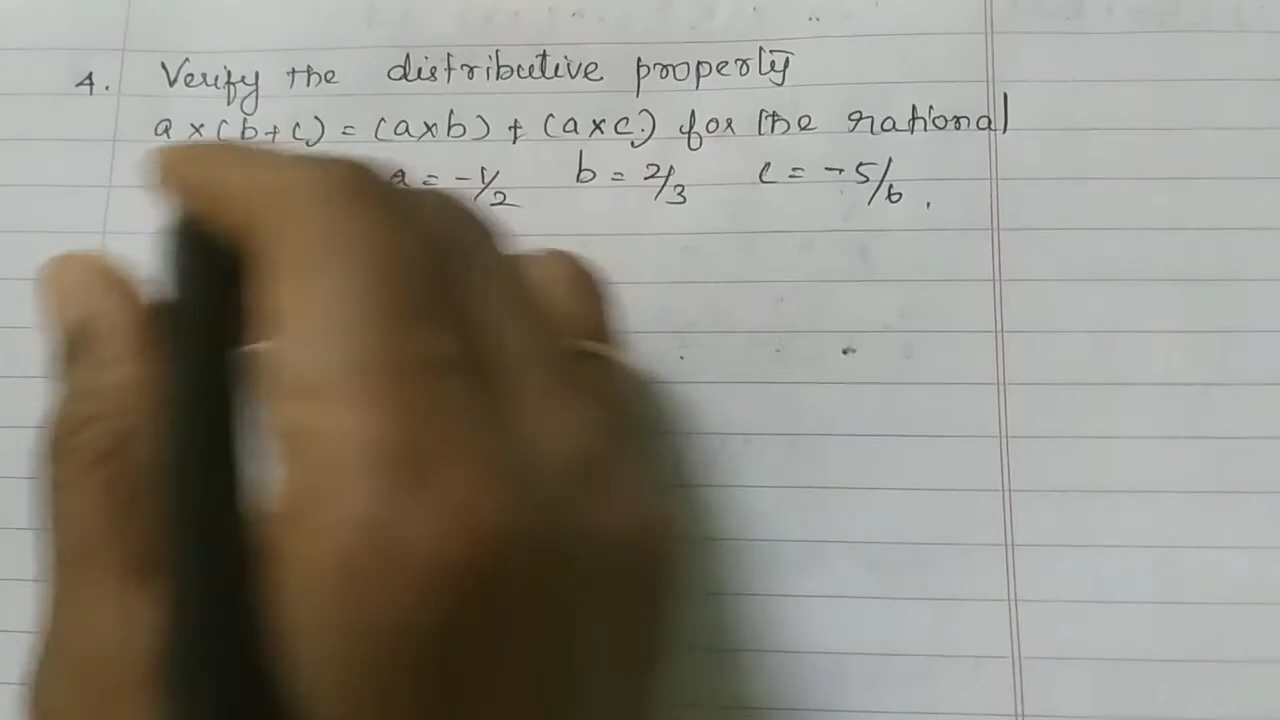 4. Verify the distributive property
a × (b + c) = (a × b) + (a × c) for the rational
a = -1/2 b = 2/3 c = -5/6.